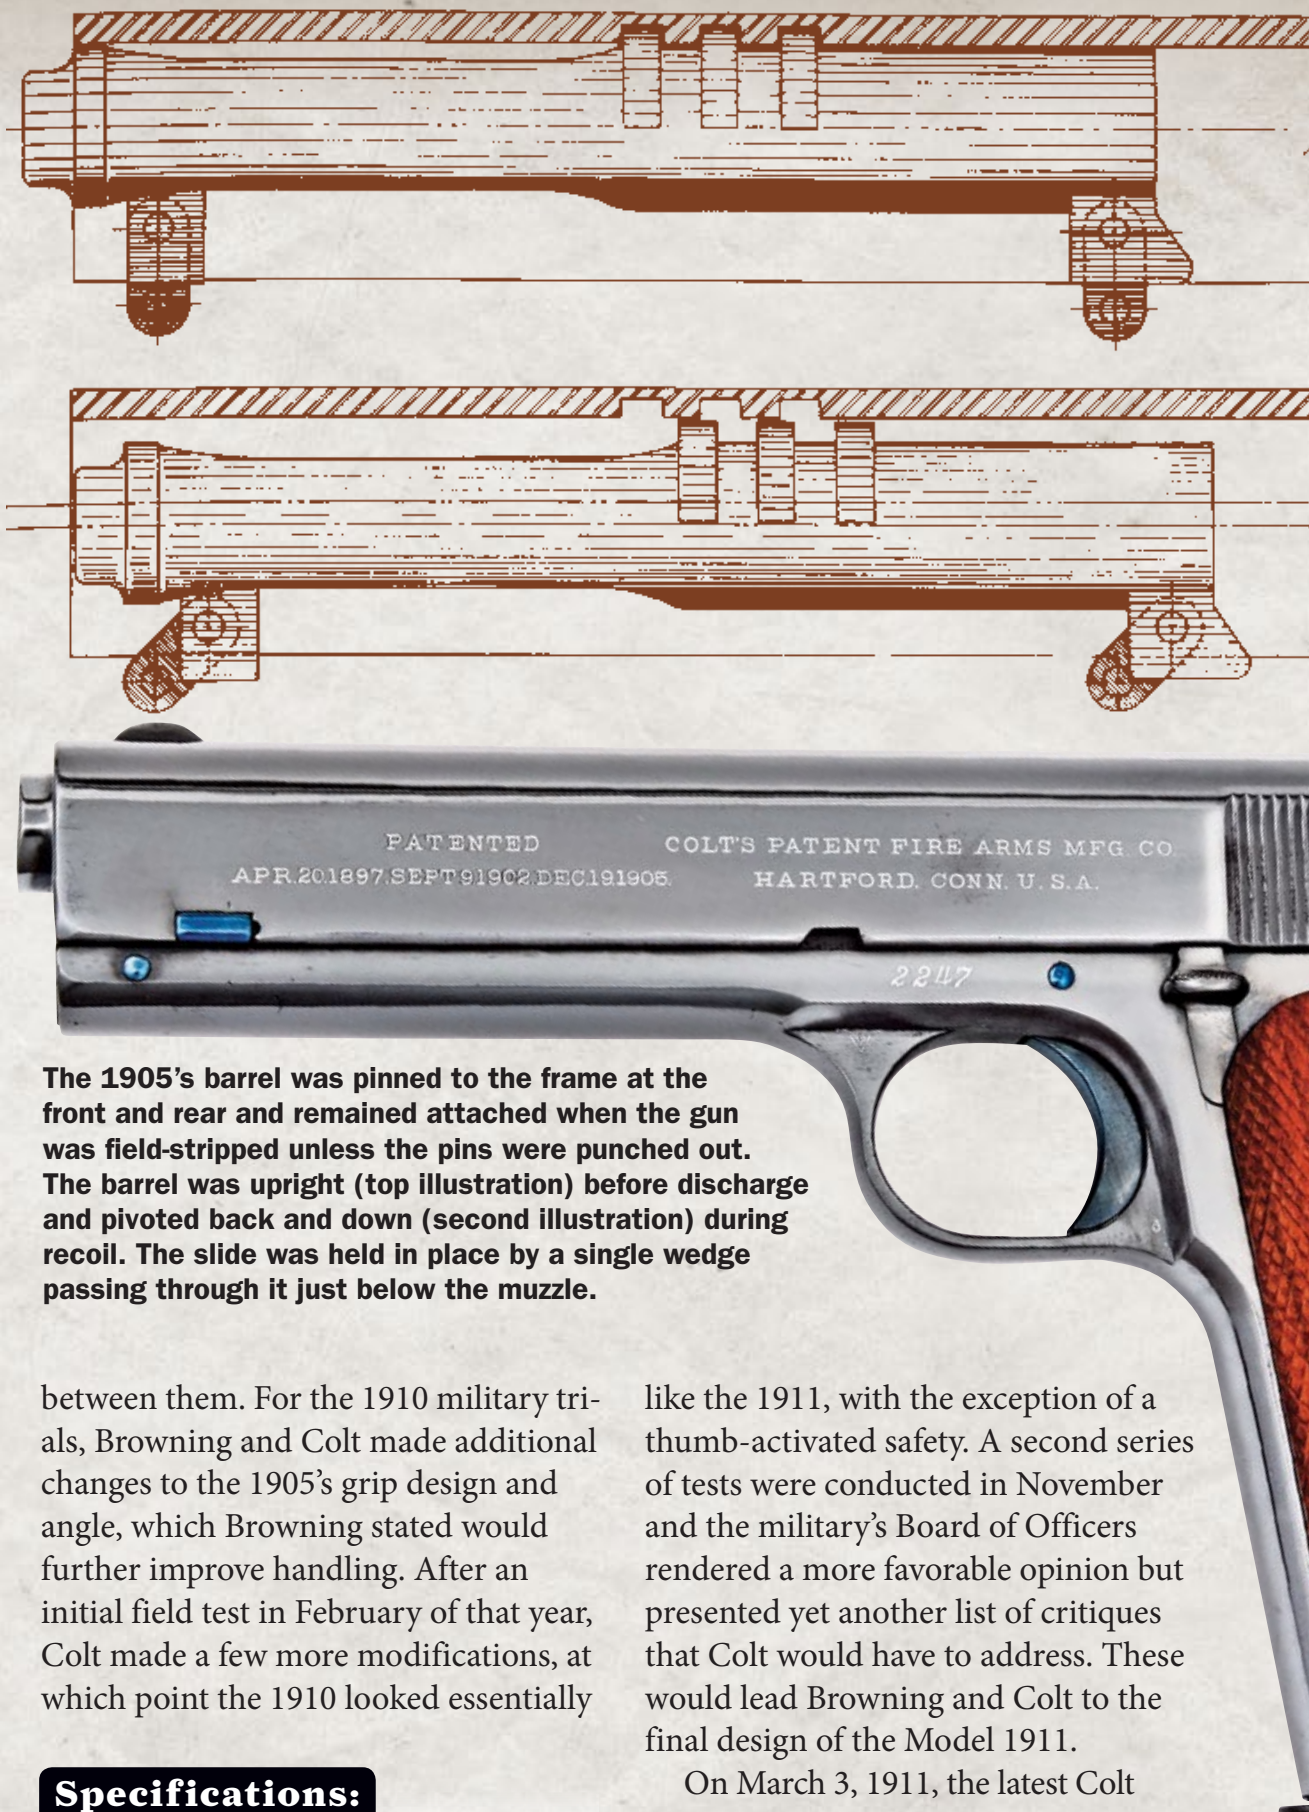 PATENTED
APR.20.1897.SEPT.9.1902.DEC.19.1905.
COLT'S PATENT FIRE ARMS MFG. CO.
HARTFORD, CONN. U.S.A.
2247
The 1905's barrel was pinned to the frame at the
front and rear and remained attached when the gun
was field-stripped unless the pins were punched out.
The barrel was upright (top illustration) before discharge
and pivoted back and down (second illustration) during
recoil. The slide was held in place by a single wedge
passing through it just below the muzzle.
between them. For the 1910 military tri-
als, Browning and Colt made additional
changes to the 1905's grip design and
angle, which Browning stated would
further improve handling. After an
initial field test in February of that year,
Colt made a few more modifications, at
which point the 1910 looked essentially
Specifications:
like the 1911, with the exception of a
thumb-activated safety. A second series
of tests were conducted in November
and the military's Board of Officers
rendered a more favorable opinion but
presented yet another list of critiques
that Colt would have to address. These
would lead Browning and Colt to the
final design of the Model 1911.
On March 3, 1911, the latest Colt